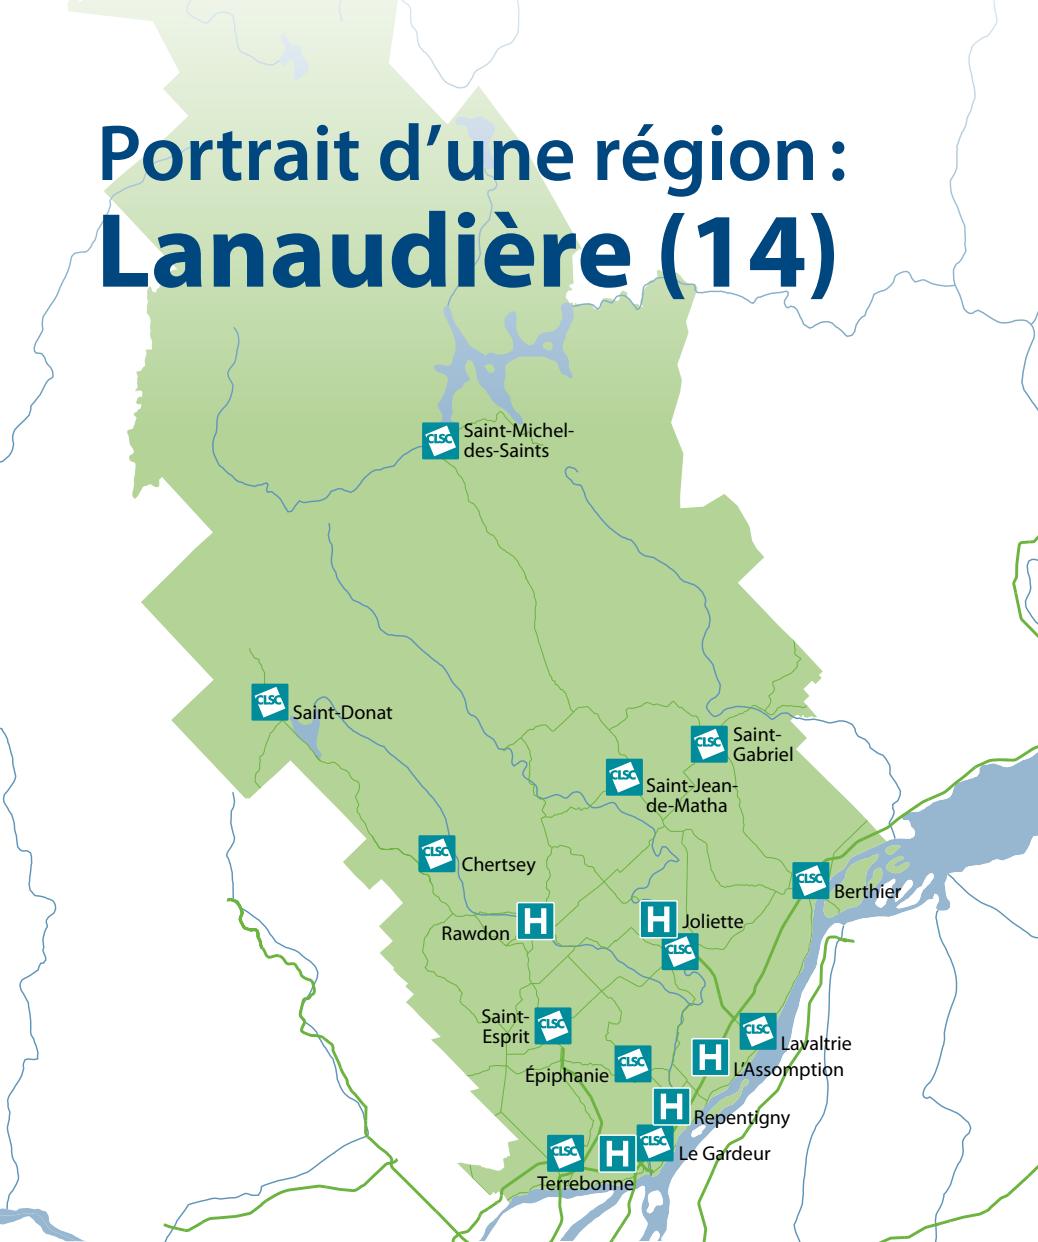 Portrait d’une région :
Lanaudière (14)
CLSC
Saint-Michel-
des-Saints
CLSC
Saint-Donat
CLSC
Saint-
Gabriel
CLSC
Saint-Jean-
de-Matha
CLSC
Chertsey
CLSC
Berthier
Rawdon
H
H
Joliette
CLSC
Saint-
Esprit
CLSC
CLSC
Lavaltrie
H
L’Assomption
Épiphanie
CLSC
H
Repentigny
CLSC
Le Gardeur
CLSC
H
Terrebonne